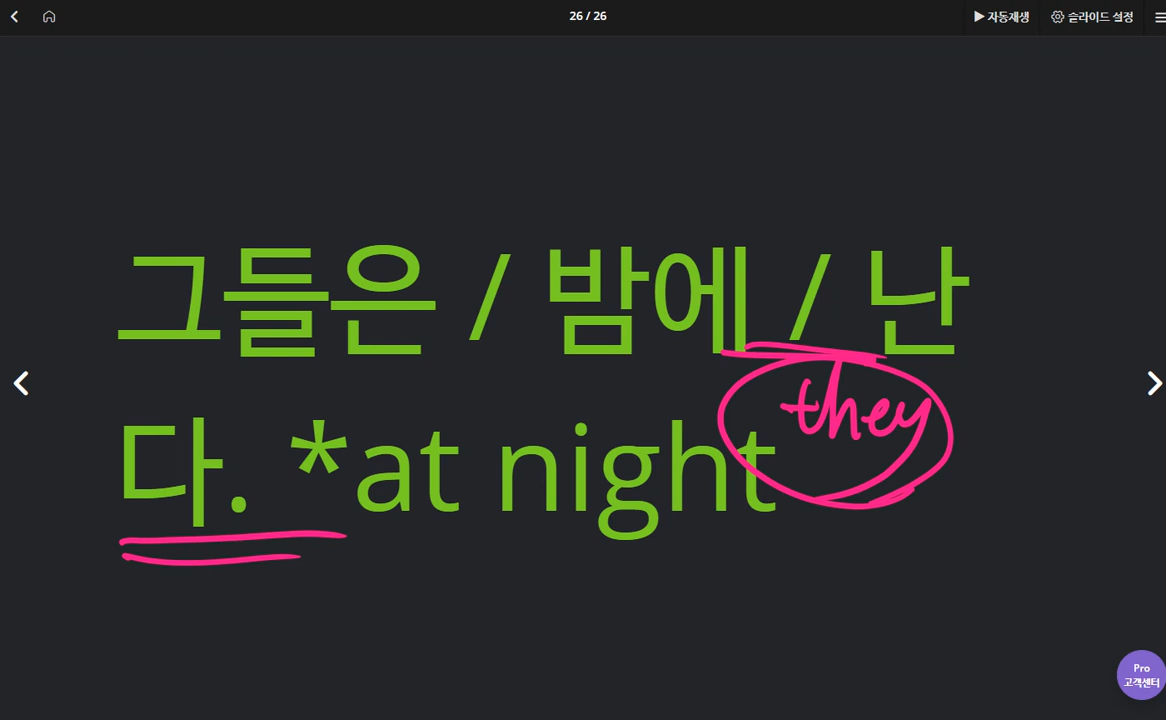 26 / 26
▶ 자동재생
슬라이드 설정
그들은 / 밤에 / 난
다. *at night
they
Pro
고객센터